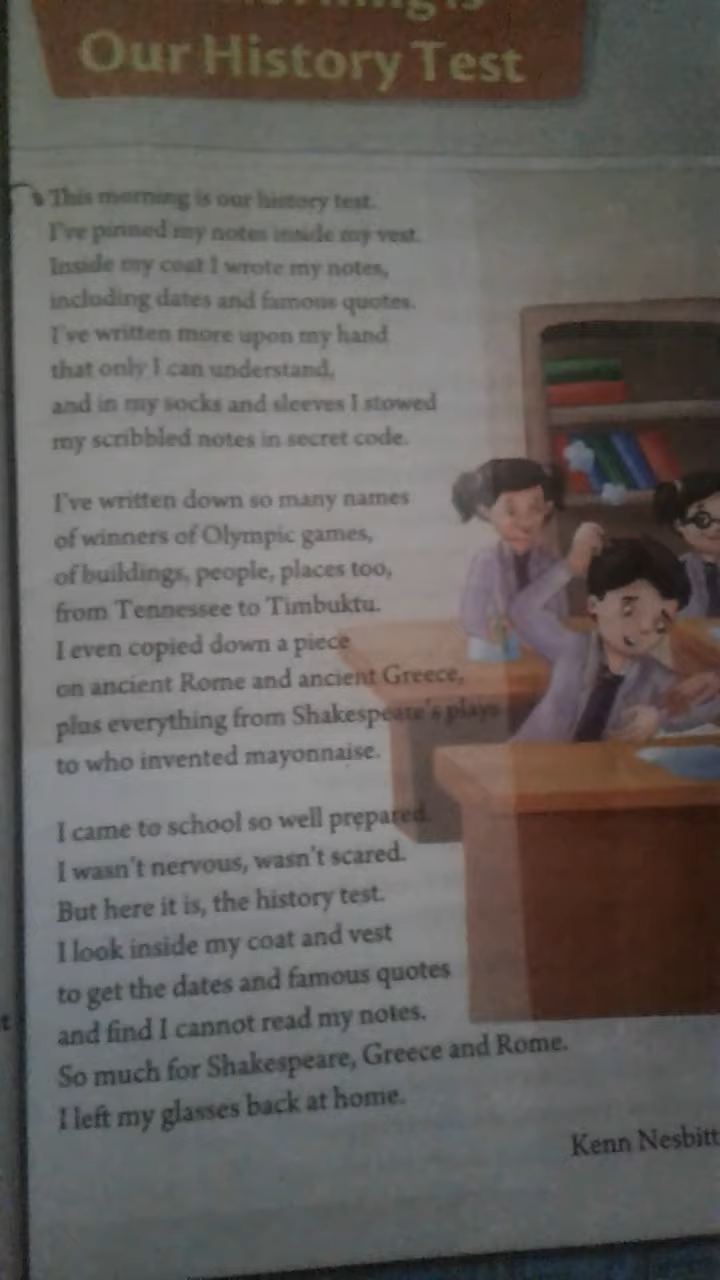 Our History Test
This morning is our history test.
I've pinned my notes inside my vest.
Inside my coat I wrote my notes,
including dates and famous quotes.
I've written more upon my hand
that only I can understand,
and in my socks and sleeves I stowed
my scribbled notes in secret code.
I've written down so many names
of winners of Olympic games,
of buildings, people, places too,
from Tennessee to Timbuktu.
I even copied down a piece
on ancient Rome and ancient Greece,
plus everything from Shakespeare's plays
to who invented mayonnaise.
I came to school so well prepared.
I wasn't nervous, wasn't scared.
But here it is, the history test.
I look inside my coat and vest
to get the dates and famous quotes
and find I cannot read my notes.
So much for Shakespeare, Greece and Rome.
I left my glasses back at home.
Kenn Nesbitt